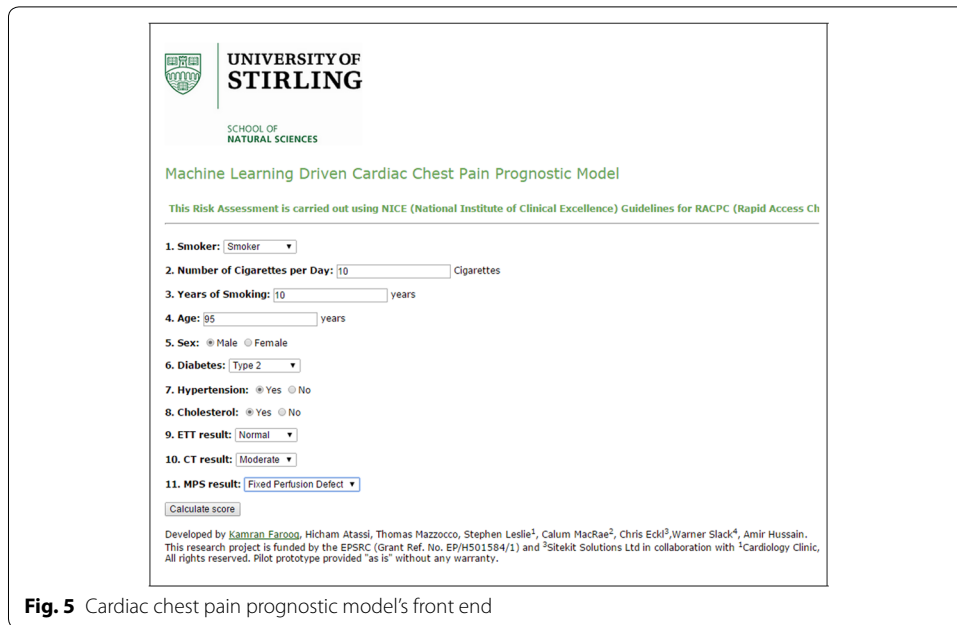 UNIVERSITY OF
STIRLING
SCHOOL OF
NATURAL SCIENCES
Machine Learning Driven Cardiac Chest Pain Prognostic Model
This Risk Assessment is carried out using NICE (National Institute of Clinical Excellence) Guidelines for RACPC (Rapid Access Ch
1. Smoker: Smoker
2. Number of Cigarettes per Day: 10 Cigarettes
3. Years of Smoking: 10 years
4. Age: 95 years
5. Sex: Male Female
6. Diabetes: Type 2
7. Hypertension: Yes No
8. Cholesterol: Yes No
9. ETT result: Normal
10. CT result: Moderate
11. MPS result: Fixed Perfusion Defect
Calculate score
Developed by Kamran Farooq, Hicham Atassi, Thomas Mazzocco, Stephen Leslie¹, Calum MacRae², Chris Eckl³,Warner Slack⁴, Amir Hussain.
This research project is funded by the EPSRC (Grant Ref. No. EP/H501584/1) and ³Sitekit Solutions Ltd in collaboration with ¹Cardiology Clinic,
All rights reserved. Pilot prototype provided "as is" without any warranty.
Fig. 5 Cardiac chest pain prognostic model's front end